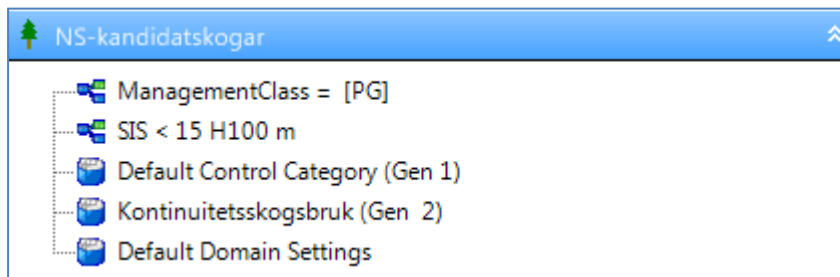 NS-kandidatskogar
ManagementClass = [PG]
SIS < 15 H100 m
Default Control Category (Gen 1)
Kontinuitetsskogsbruk (Gen  2)
Default Domain Settings